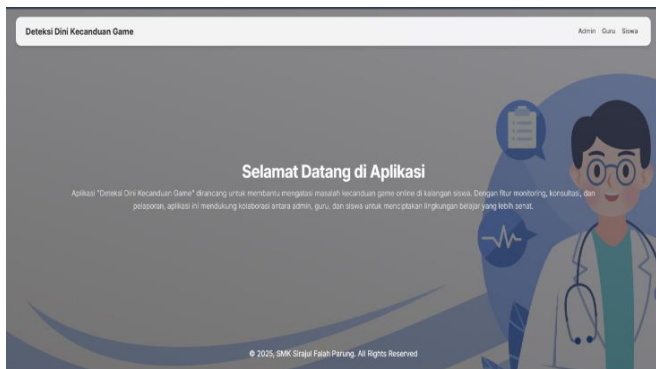 Deteksi Dini Kecanduan Game
Admin Guru Siswa
Selamat Datang di Aplikasi
Aplikasi "Deteksi Dini Kecanduan Game" dirancang untuk membantu mengatasi masalah kecanduan game online di kalangan siswa. Dengan fitur monitoring, konsultasi, dan
pelaporan, aplikasi ini mendukung kolaborasi antara admin, guru, dan siswa untuk menciptakan lingkungan belajar yang lebih sehat.
© 2025, SMK Sirajul Falah Parung. All Rights Reserved